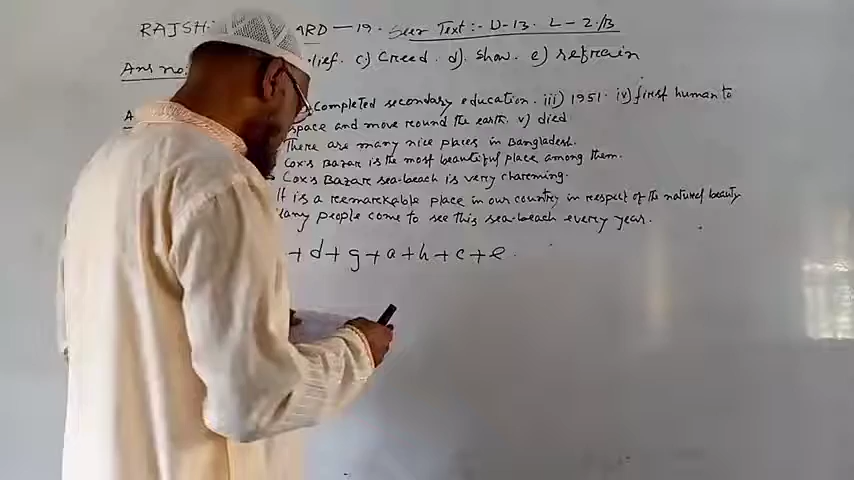 RAJSH ARD - 19. Seen Text :- U-13. L-2/B
Ans no: lief. c) Creed. d). Show. e) refrain
A completed secondary education. iii) 1951. iv) first human to
space and move round the earth. v) died.
There are many nice places in Bangladesh.
Cox's Bazar is the most beautiful place among them.
Cox's Bazar sea-beach is very charming.
It is a remarkable place in our country in respect of the natural beauty
Many people come to see this sea-beach every year.
+ d + g + a + h + c + e.